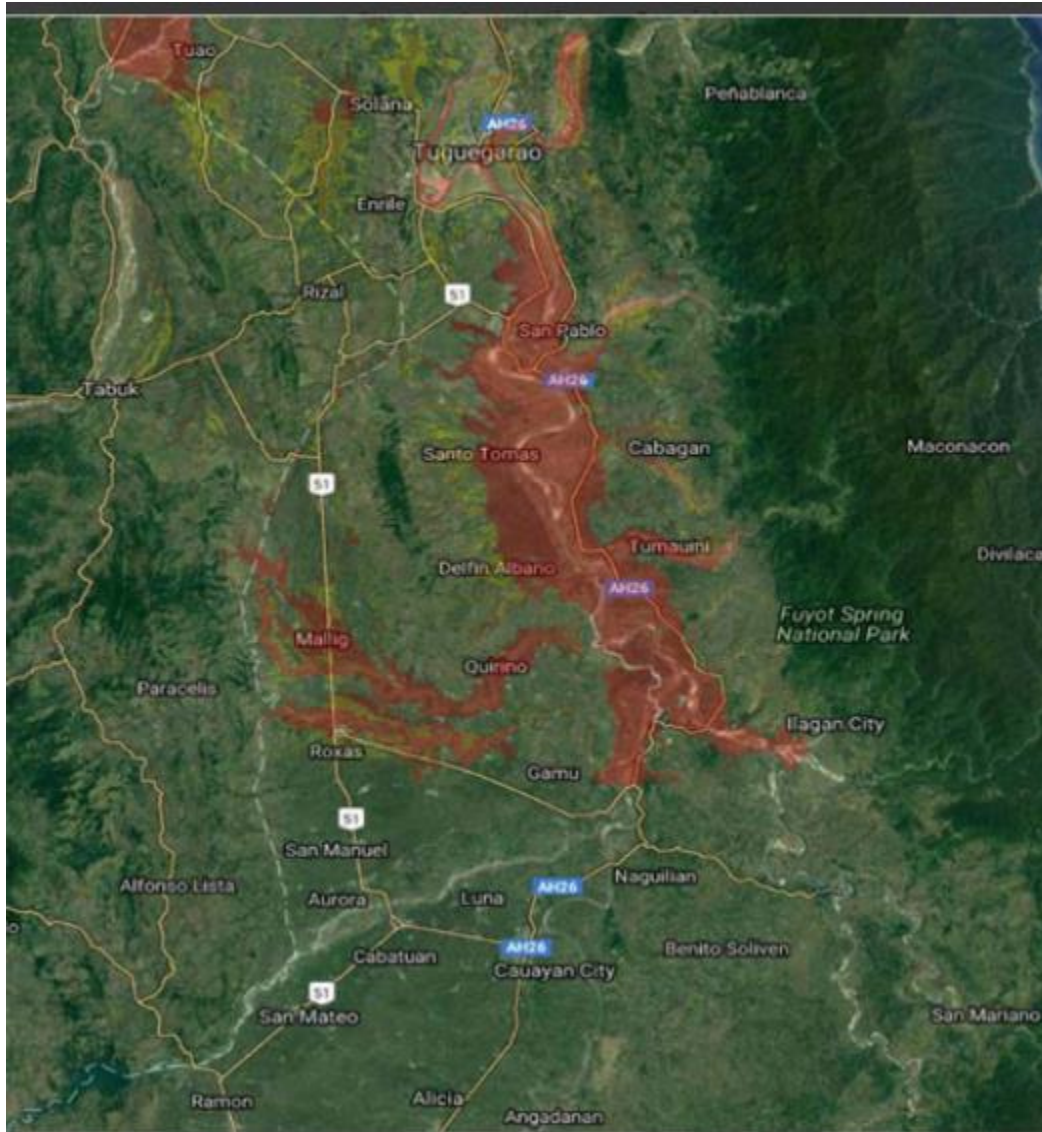 Tuao
Solana
Peñablanca
AH26
Tuguegarao
Enrile
Rizal
51
San Pablo
AH26
Tabuk
Santo Tomas
Cabagan
Maconacon
51
Tumauini
Delfin Albano
Divilaca
AH26
Fuyot Spring
National Park
Mallig
Quirino
Paracelis
Ilagan City
Roxas
Gamu
51
San Manuel
Alfonso Lista
Aurora
Luna
AH26
Naguilian
AH26
Cabatuan
Cauayan City
Benito Soliven
51
San Mateo
San Mariano
Ramon
Alicia
Angadanan